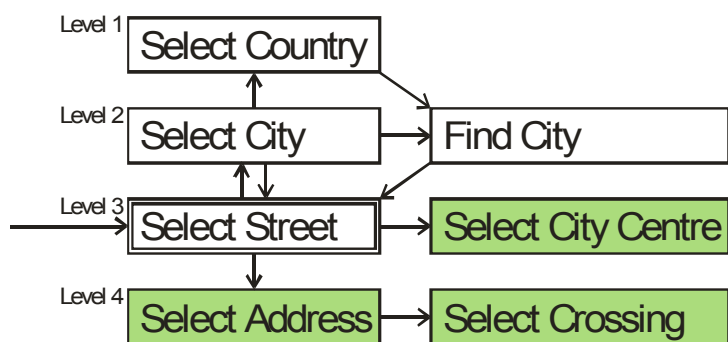 Level 1
Select Country
Level 2
Select City
Find City
Level 3
Select Street
Select City Centre
Level 4
Select Address
Select Crossing